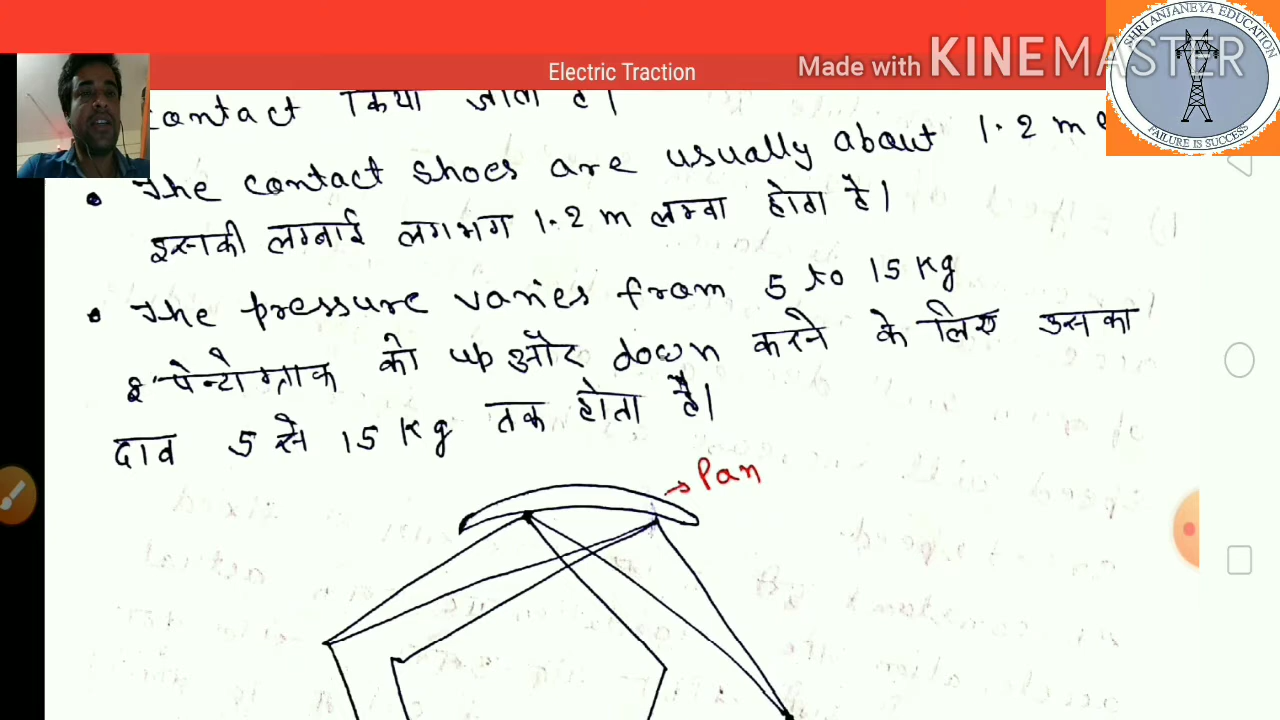 SHRI ANJANEYA EDUCATION
FAILURE IS SUCCESS
Made with KINEMASTER
Electric Traction
contact किया जाता है।
• The contact shoes are usually about 1.2 m
इसकी लम्बाई लगभग 1.2 m लम्बा होता है।
• The pressure varies from 5 to 15 Kg
पेन्टोग्राफ को up और down करने के लिए उसका
दाब 5 से 15 Kg तक होता है।
→ Pan